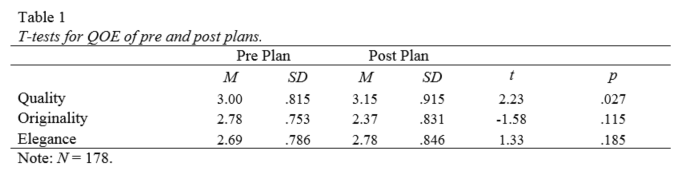 Table 1
T-tests for QOE of pre and post plans.
Pre Plan Post Plan
M SD M SD t p
Quality 3.00 .815 3.15 .915 2.23 .027
Originality 2.78 .753 2.37 .831 -1.58 .115
Elegance 2.69 .786 2.78 .846 1.33 .185
Note: N = 178.